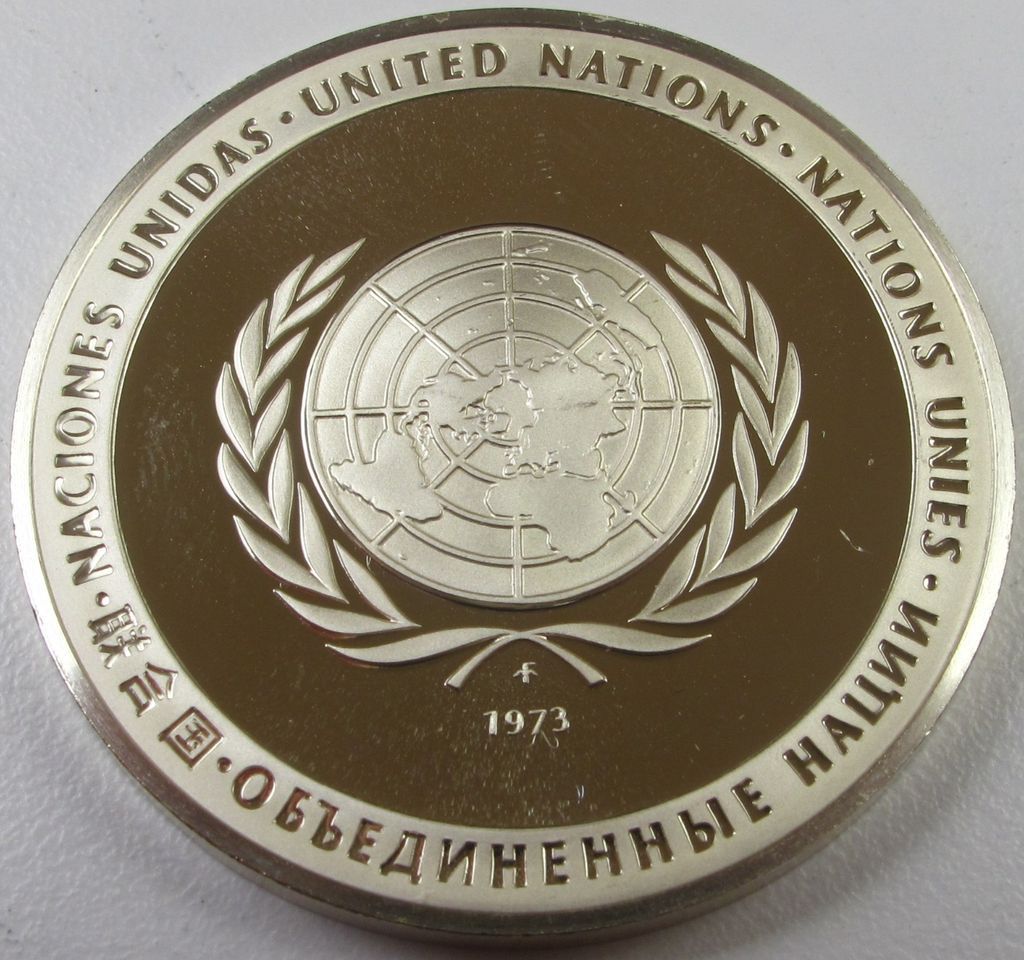 UNITED NATIONS · NATIONS UNIES · ОБЪЕДИНЕННЫЕ НАЦИИ · 联合国 · NACIONES UNIDAS ·
1973